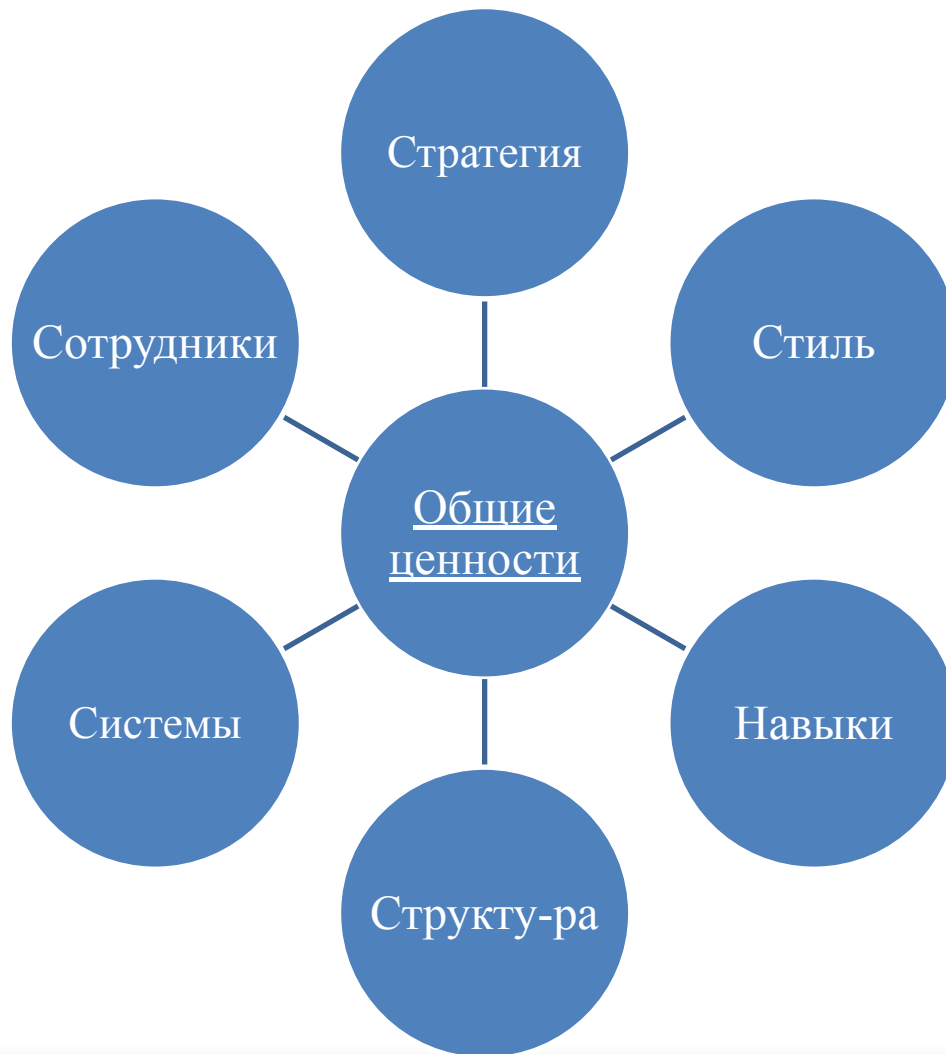 Стратегия
Сотрудники
Стиль
Общие
ценности
Системы
Навыки
Структу-ра